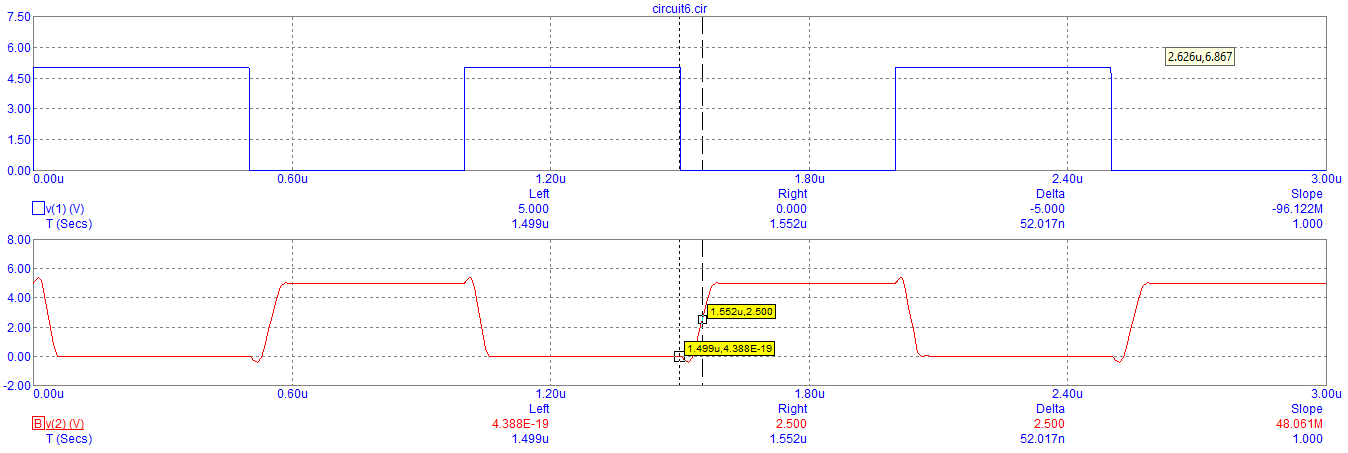 circuit6.cir
7.50
6.00
2.626u,6.867
4.50
3.00
1.50
0.00
0.00u 0.60u 1.20u 1.80u 2.40u 3.00u
Left Right Delta Slope
v(1) (V) 5.000 0.000 -5.000 -96.122M
T (Secs) 1.499u 1.552u 52.017n 1.000
8.00
6.00
4.00
1.552u,2.500
2.00
1.499u,4.388E-19
0.00
-2.00
0.00u 0.60u 1.20u 1.80u 2.40u 3.00u
Left Right Delta Slope
B v(2) (V) 4.388E-19 2.500 2.500 48.061M
T (Secs) 1.499u 1.552u 52.017n 1.000